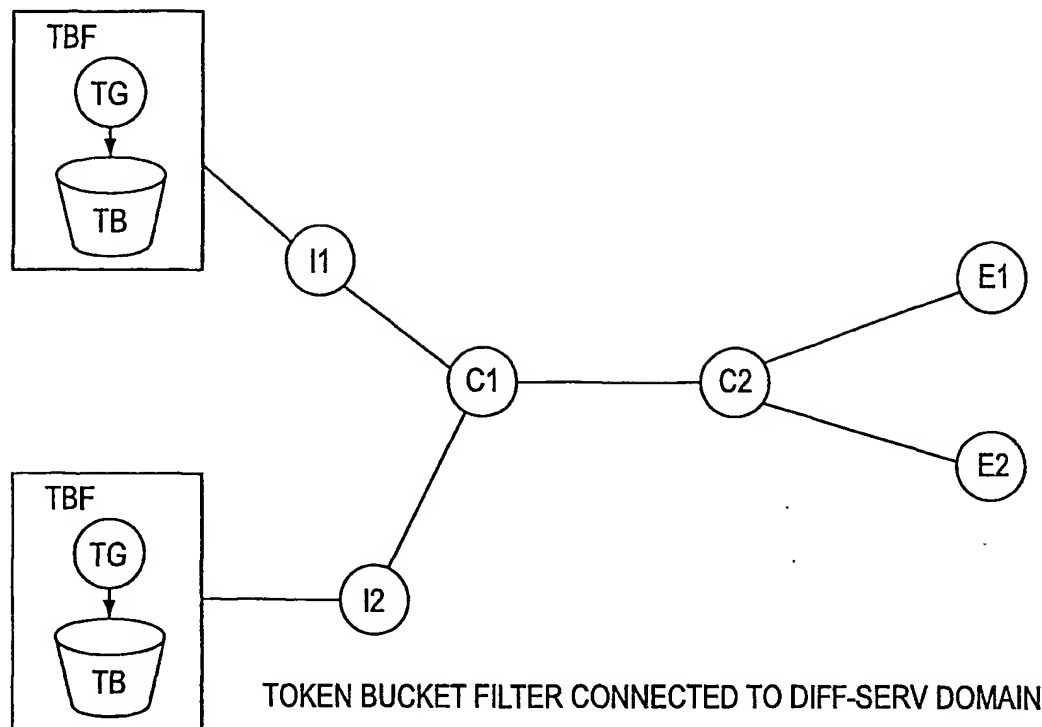 TBF
TG
TB
I1
E1
C1
C2
E2
TBF
TG
TB
I2
TOKEN BUCKET FILTER CONNECTED TO DIFF-SERV DOMAIN